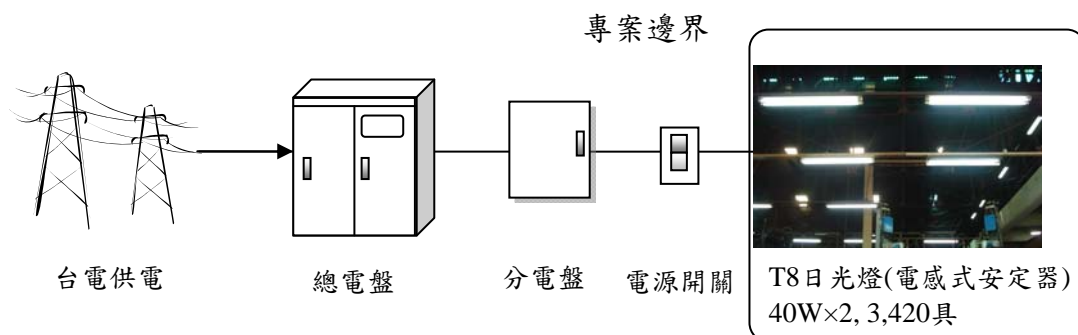 專案邊界
台電供電
總電盤
分電盤
電源開關
T8日光燈(電感式安定器)
40W×2, 3,420具